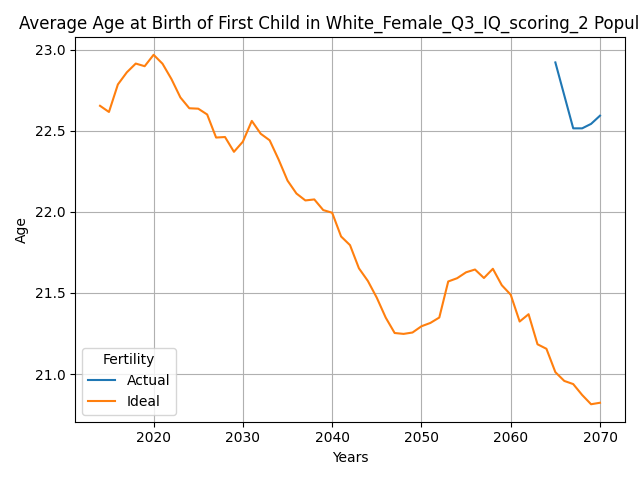 Average Age at Birth of First Child in White_Female_Q3_IQ_scoring_2 Popul
23.0
22.5
22.0
21.5
21.0
Age
Fertility
Actual
Ideal
2020 2030 2040 2050 2060 2070
Years